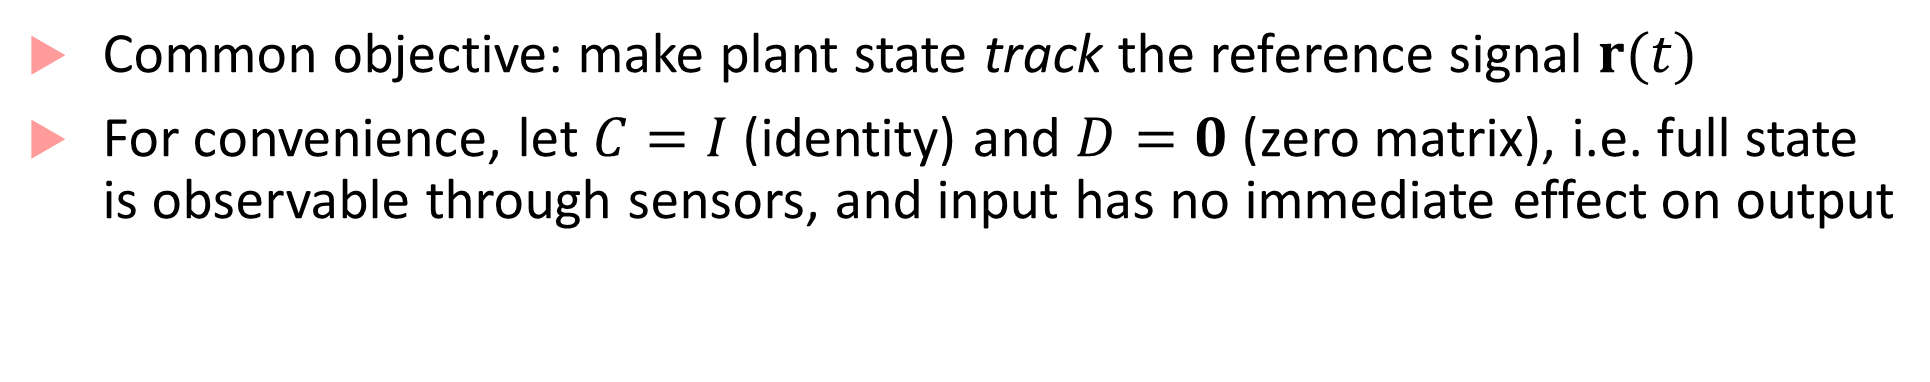 ▶ Common objective: make plant state track the reference signal 𝐫(𝑡)
▶ For convenience, let 𝐶 = 𝐼 (identity) and 𝐷 = 𝟎 (zero matrix), i.e. full state
is observable through sensors, and input has no immediate effect on output